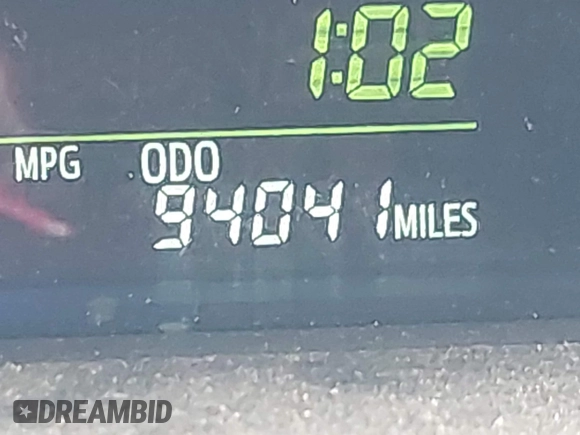 1:02
MPG ODO
94041 MILES
DREAMBID